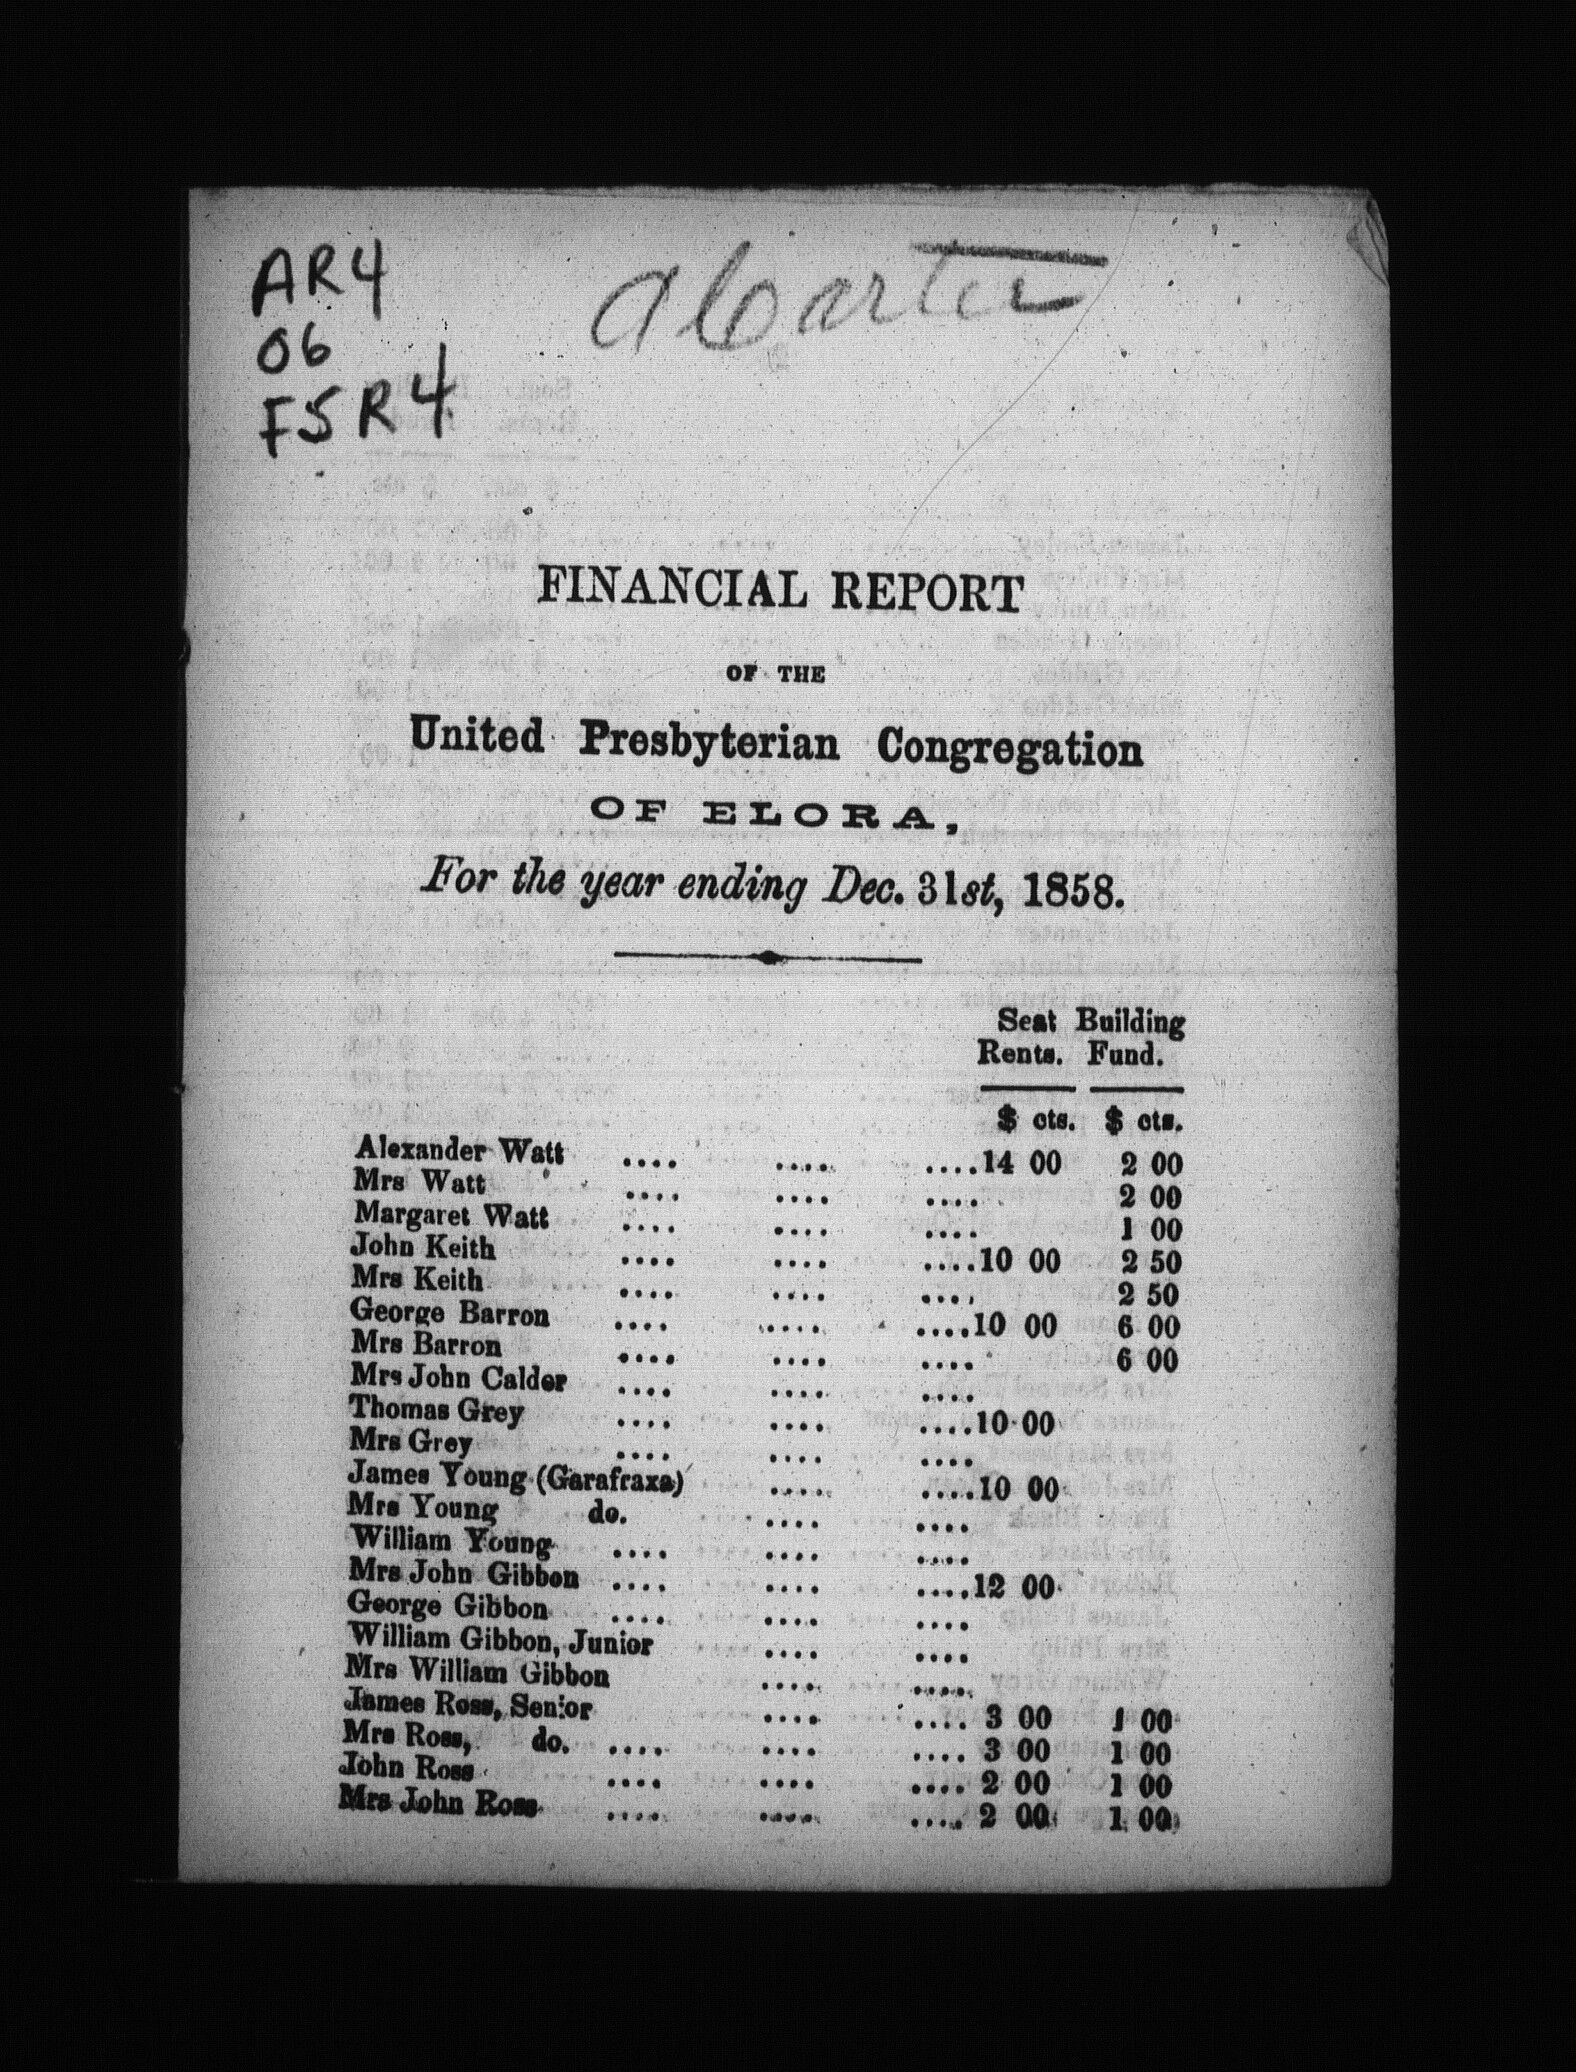 AR4
06
F5R4
FINANCIAL REPORT
OF THE
United Presbyterian Congregation
OF ELORA,
For the year ending Dec. 31st, 1858.
Seat Building
Rents. Fund.
$ cts. $ cts.
Alexander Watt .... .... ....14 00 2 00
Mrs Watt .... .... .... 2 00
Margaret Watt .... .... .... 1 00
John Keith .... .... ....10 00 2 50
Mrs Keith .... .... .... 2 50
George Barron .... .... ....10 00 6 00
Mrs Barron .... .... .... 6 00
Mrs John Calder .... .... ....
Thomas Grey .... .... ....10 00
Mrs Grey .... .... ....
James Young (Garafraxa) .... ....10 00
Mrs Young do. .... ....
William Young .... .... ....
Mrs John Gibbon .... .... ....12 00
George Gibbon .... .... ....
William Gibbon, Junior .... ....
Mrs William Gibbon .... ....
James Ross, Senior .... .... 3 00 1 00
Mrs Ross, do. .... .... .... 3 00 1 00
John Ross .... .... .... 2 00 1 00
Mrs John Ross .... .... .... 2 00 1 00